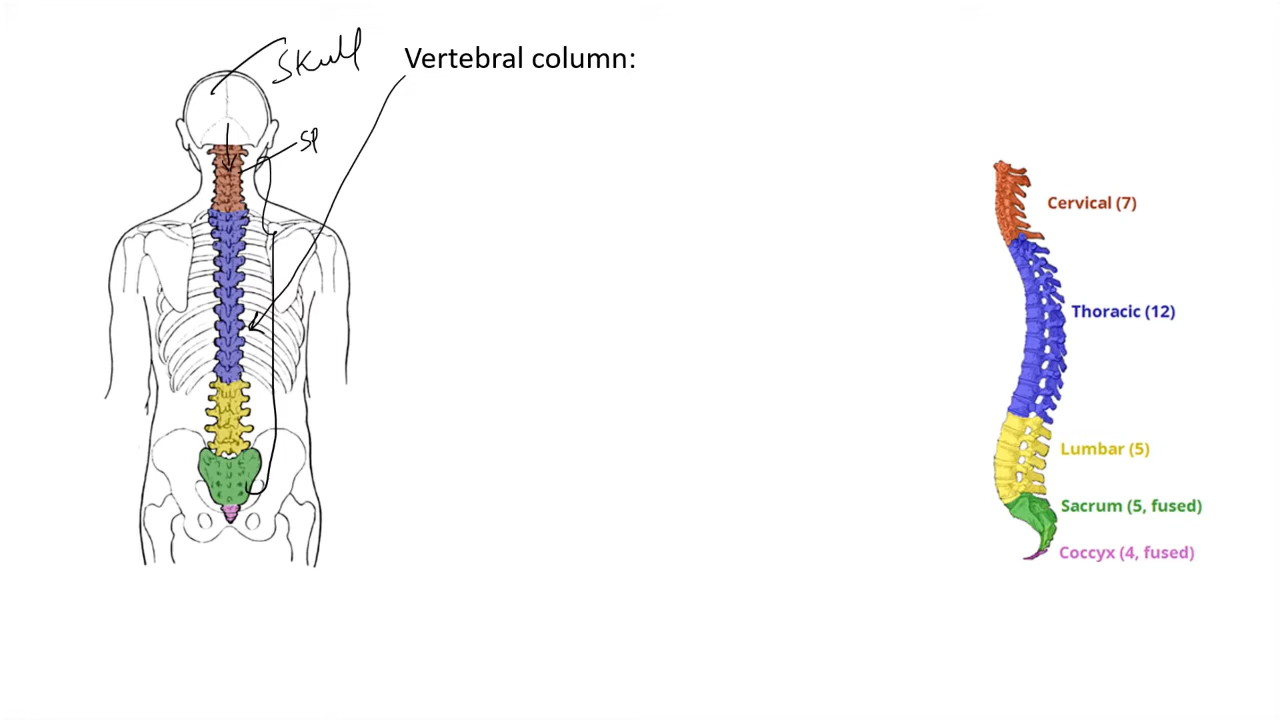 Skull
Vertebral column:
SP
Cervical (7)
Thoracic (12)
Lumbar (5)
Sacrum (5, fused)
Coccyx (4, fused)